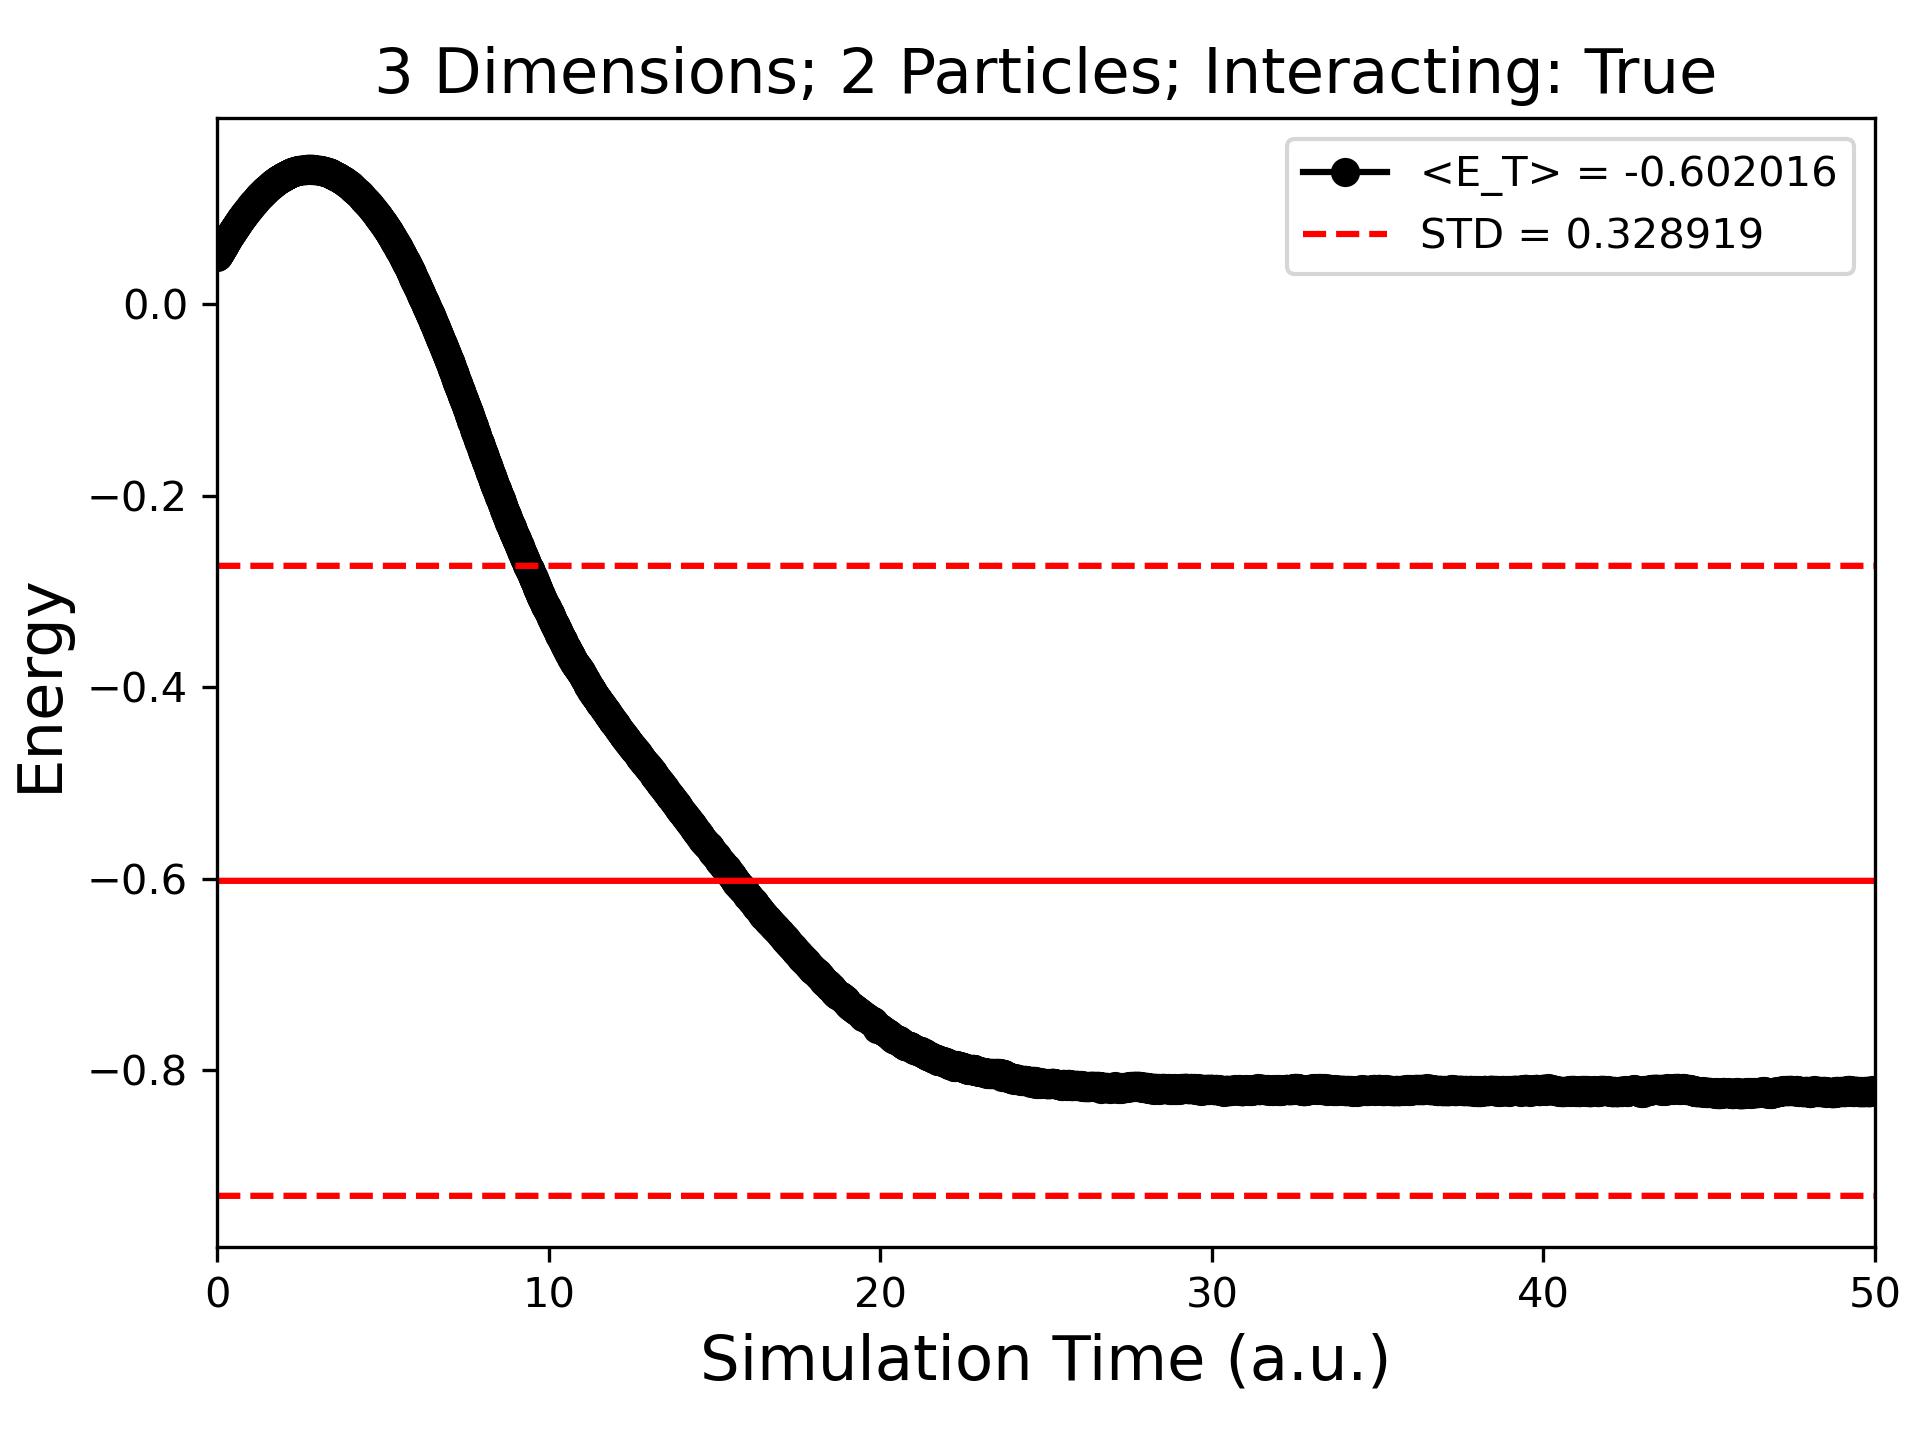 3 Dimensions; 2 Particles; Interacting: True
<E_T> = -0.602016
STD = 0.328919
Energy
0.0
−0.2
−0.4
−0.6
−0.8
0 10 20 30 40 50
Simulation Time (a.u.)